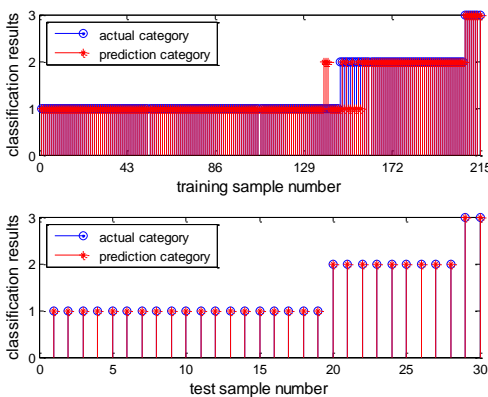 classification results
3
2
1
0
actual category
prediction category
0 43 86 129 172 215
training sample number
classification results
3
2
1
0
actual category
prediction category
0 5 10 15 20 25 30
test sample number